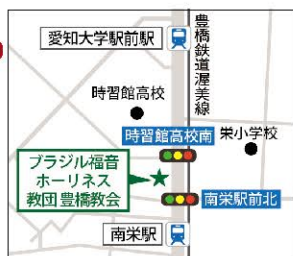 愛知大学駅前駅
豊橋鉄道渥美線
時習館高校
時習館高校南
栄小学校
ブラジル福音
ホーリネス
教団 豊橋教会
南栄駅前北
南栄駅